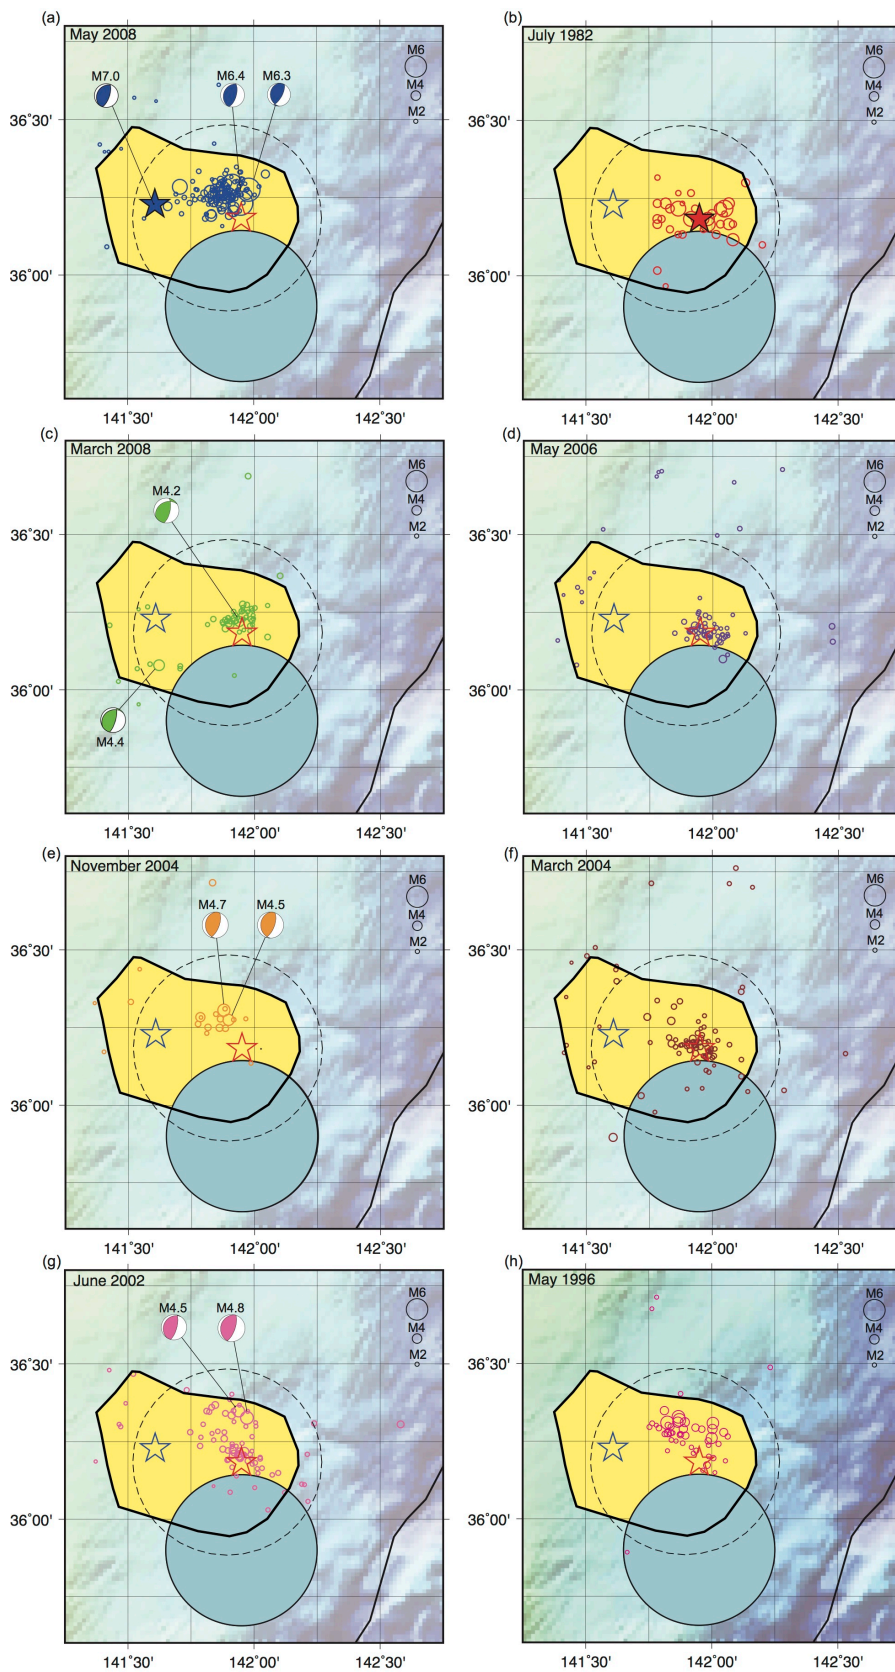 (a)
May 2008
M7.0
M6.4
M6.3
M6
M4
M2
36˚30'
36˚00'
141˚30'
142˚00'
142˚30'
(b)
July 1982
M6
M4
M2
36˚30'
36˚00'
141˚30'
142˚00'
142˚30'
(c)
March 2008
M4.2
M4.4
M6
M4
M2
36˚30'
36˚00'
141˚30'
142˚00'
142˚30'
(d)
May 2006
M6
M4
M2
36˚30'
36˚00'
141˚30'
142˚00'
142˚30'
(e)
November 2004
M4.7
M4.5
M6
M4
M2
36˚30'
36˚00'
141˚30'
142˚00'
142˚30'
(f)
March 2004
M6
M4
M2
36˚30'
36˚00'
141˚30'
142˚00'
142˚30'
(g)
June 2002
M4.5
M4.8
M6
M4
M2
36˚30'
36˚00'
141˚30'
142˚00'
142˚30'
(h)
May 1996
M6
M4
M2
36˚30'
36˚00'
141˚30'
142˚00'
142˚30'